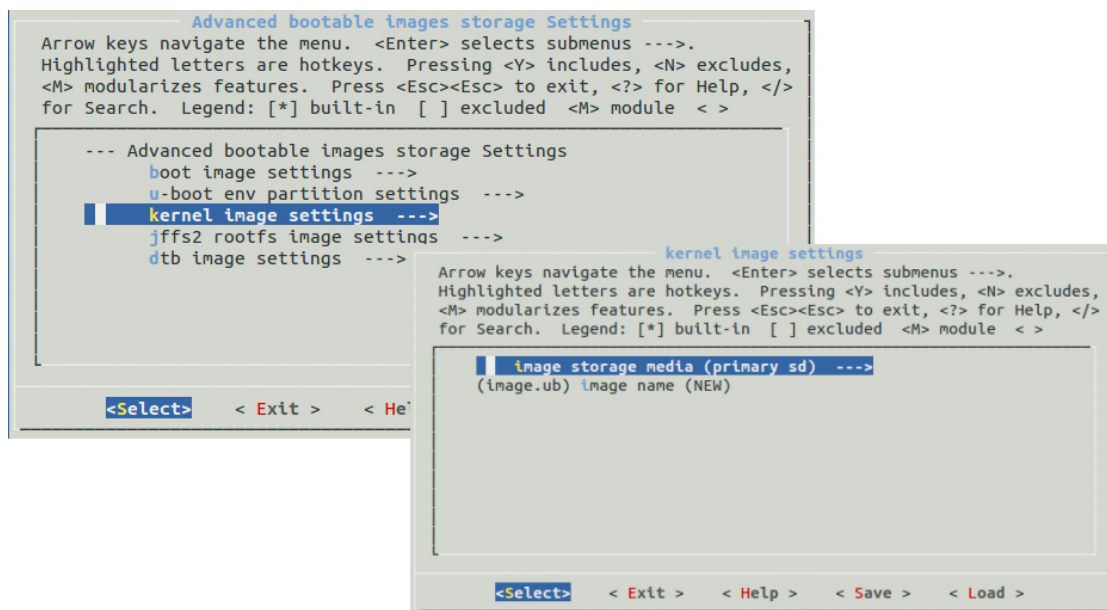 Advanced bootable images storage Settings
Arrow keys navigate the menu.  <Enter> selects submenus --->.
Highlighted letters are hotkeys.  Pressing <Y> includes, <N> excludes,
<M> modularizes features.  Press <Esc><Esc> to exit, <?> for Help, </>
for Search.  Legend: [*] built-in  [ ] excluded  <M> module  < >
--- Advanced bootable images storage Settings
boot image settings  --->
u-boot env partition settings  --->
kernel image settings  --->
jffs2 rootfs image settings  --->
dtb image settings  --->
<Select>    < Exit >    < Hel
kernel image settings
Arrow keys navigate the menu.  <Enter> selects submenus --->.
Highlighted letters are hotkeys.  Pressing <Y> includes, <N> excludes,
<M> modularizes features.  Press <Esc><Esc> to exit, <?> for Help, </>
for Search.  Legend: [*] built-in  [ ] excluded  <M> module  < >
image storage media (primary sd)  --->
(image.ub) image name (NEW)
<Select>    < Exit >    < Help >    < Save >    < Load >